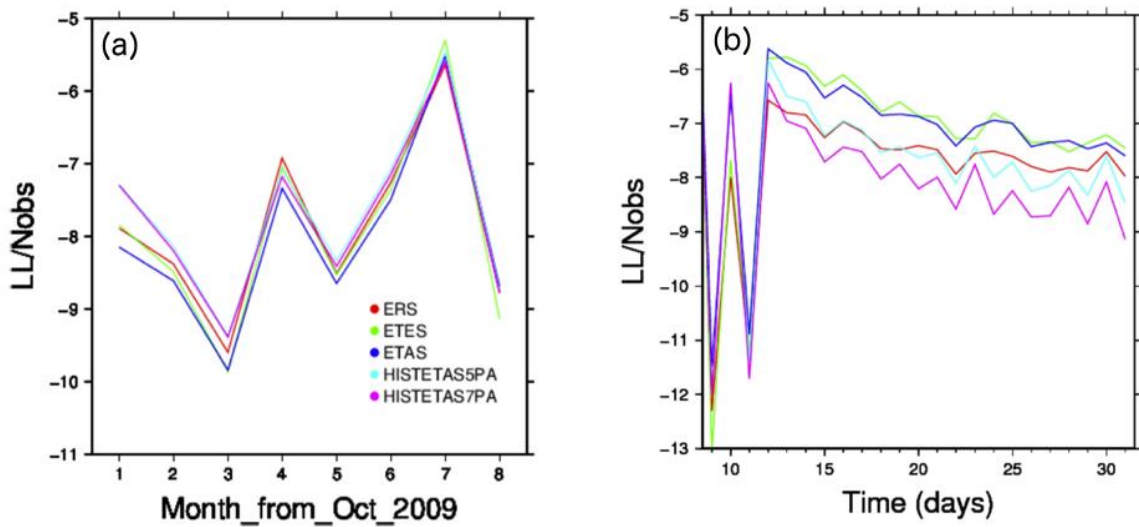 (a)
LL/Nobs
-5
-6
-7
-8
-9
-10
-11
ERS
ETES
ETAS
HISTETAS5PA
HISTETAS7PA
1 2 3 4 5 6 7 8
Month_from_Oct_2009
(b)
LL/Nobs
-5
-6
-7
-8
-9
-10
-11
-12
-13
10 15 20 25 30
Time (days)